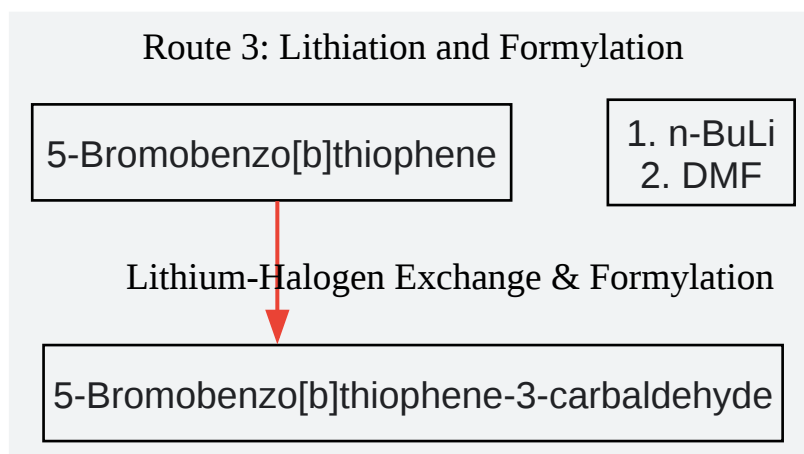 Route 3: Lithiation and Formylation
5-Bromobenzo[b]thiophene
1. n-BuLi
2. DMF
Lithium-Halogen Exchange & Formylation
5-Bromobenzo[b]thiophene-3-carbaldehyde